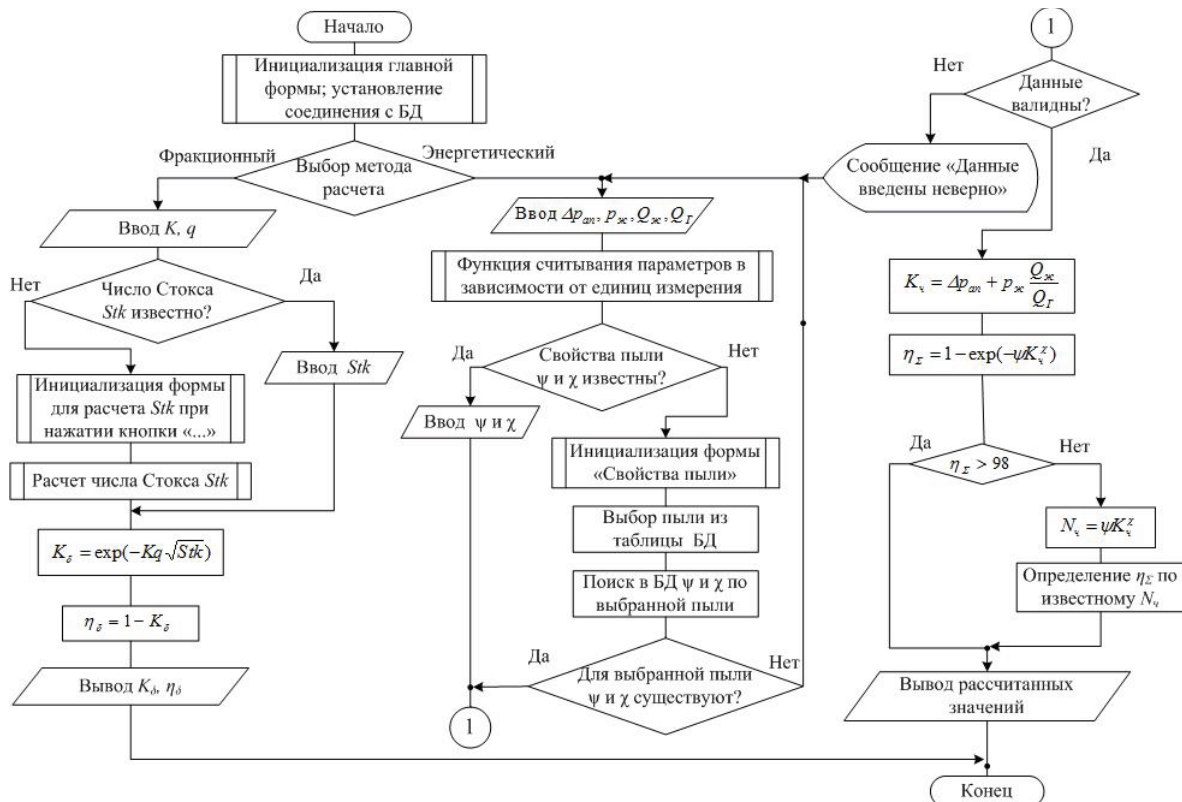 Начало
Инициализация главной
формы; установление
соединения с БД
Фракционный
Выбор метода
расчета
Энергетический
Ввод K, q
Нет
Число Стокса
Stk известно?
Да
Ввод Stk
Инициализация формы
для расчета Stk при
нажатии кнопки «...»
Расчет числа Стокса Stk
K_δ = exp(−Kq√Stk)
η_δ = 1 − K_δ
Вывод K_δ, η_δ
Ввод Δp_ап, p_ж, Q_ж, Q_Г
Функция считывания параметров в
зависимости от единиц измерения
Да
Свойства пыли
ψ и χ известны?
Нет
Ввод ψ и χ
Инициализация формы
«Свойства пыли»
Выбор пыли из
таблицы БД
Поиск в БД ψ и χ по
выбранной пыли
Да
Для выбранной пыли
ψ и χ существуют?
Нет
1
1
Нет
Данные
валидны?
Да
Сообщение «Данные
введены неверно»
K_ч = Δp_ап + p_ж Q_ж/Q_Г
η_Σ = 1 − exp(−ψK_ч^χ)
Да
η_Σ > 98
Нет
N_ч = ψK_ч^χ
Определение η_Σ по
известному N_ч
Вывод рассчитанных
значений
Конец